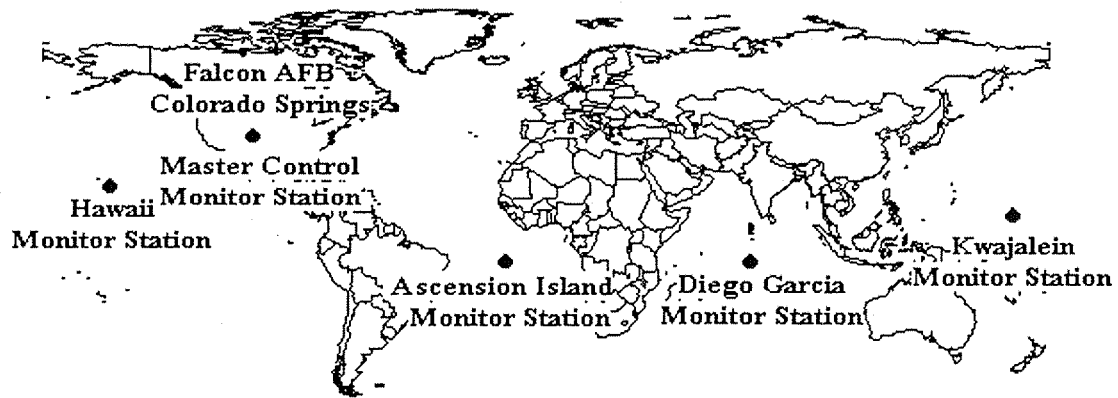 Falcon AFB
Colorado Springs
Master Control
Monitor Station
Hawaii
Monitor Station
Ascension Island
Monitor Station
Diego Garcia
Monitor Station
Kwajalein
Monitor Station